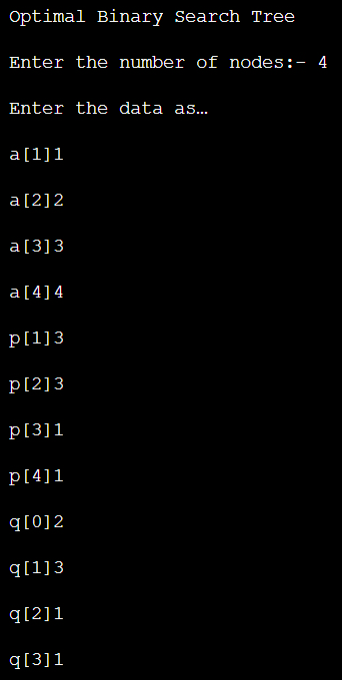 Optimal Binary Search Tree
Enter the number of nodes:- 4
Enter the data as…
a[1]1
a[2]2
a[3]3
a[4]4
p[1]3
p[2]3
p[3]1
p[4]1
q[0]2
q[1]3
q[2]1
q[3]1